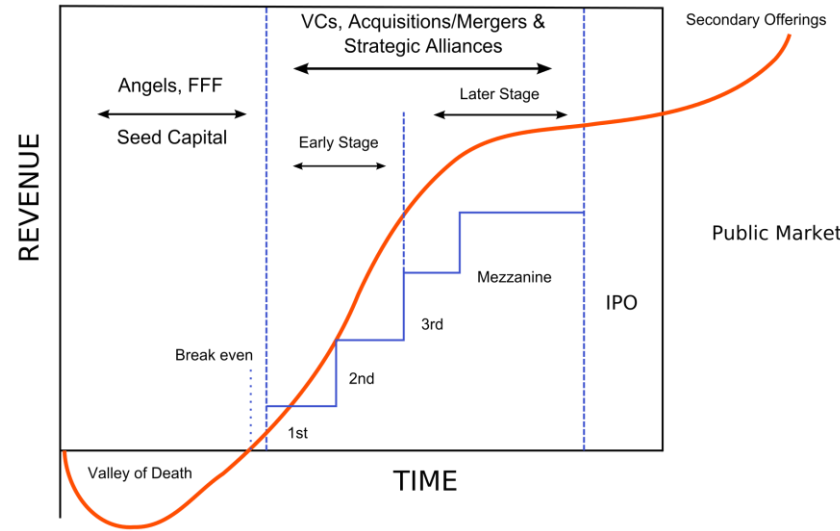 VCs, Acquisitions/Mergers &
Strategic Alliances
Secondary Offerings
Angels, FFF
Seed Capital
Later Stage
Early Stage
REVENUE
Public Market
Mezzanine
IPO
3rd
Break even
2nd
1st
Valley of Death
TIME